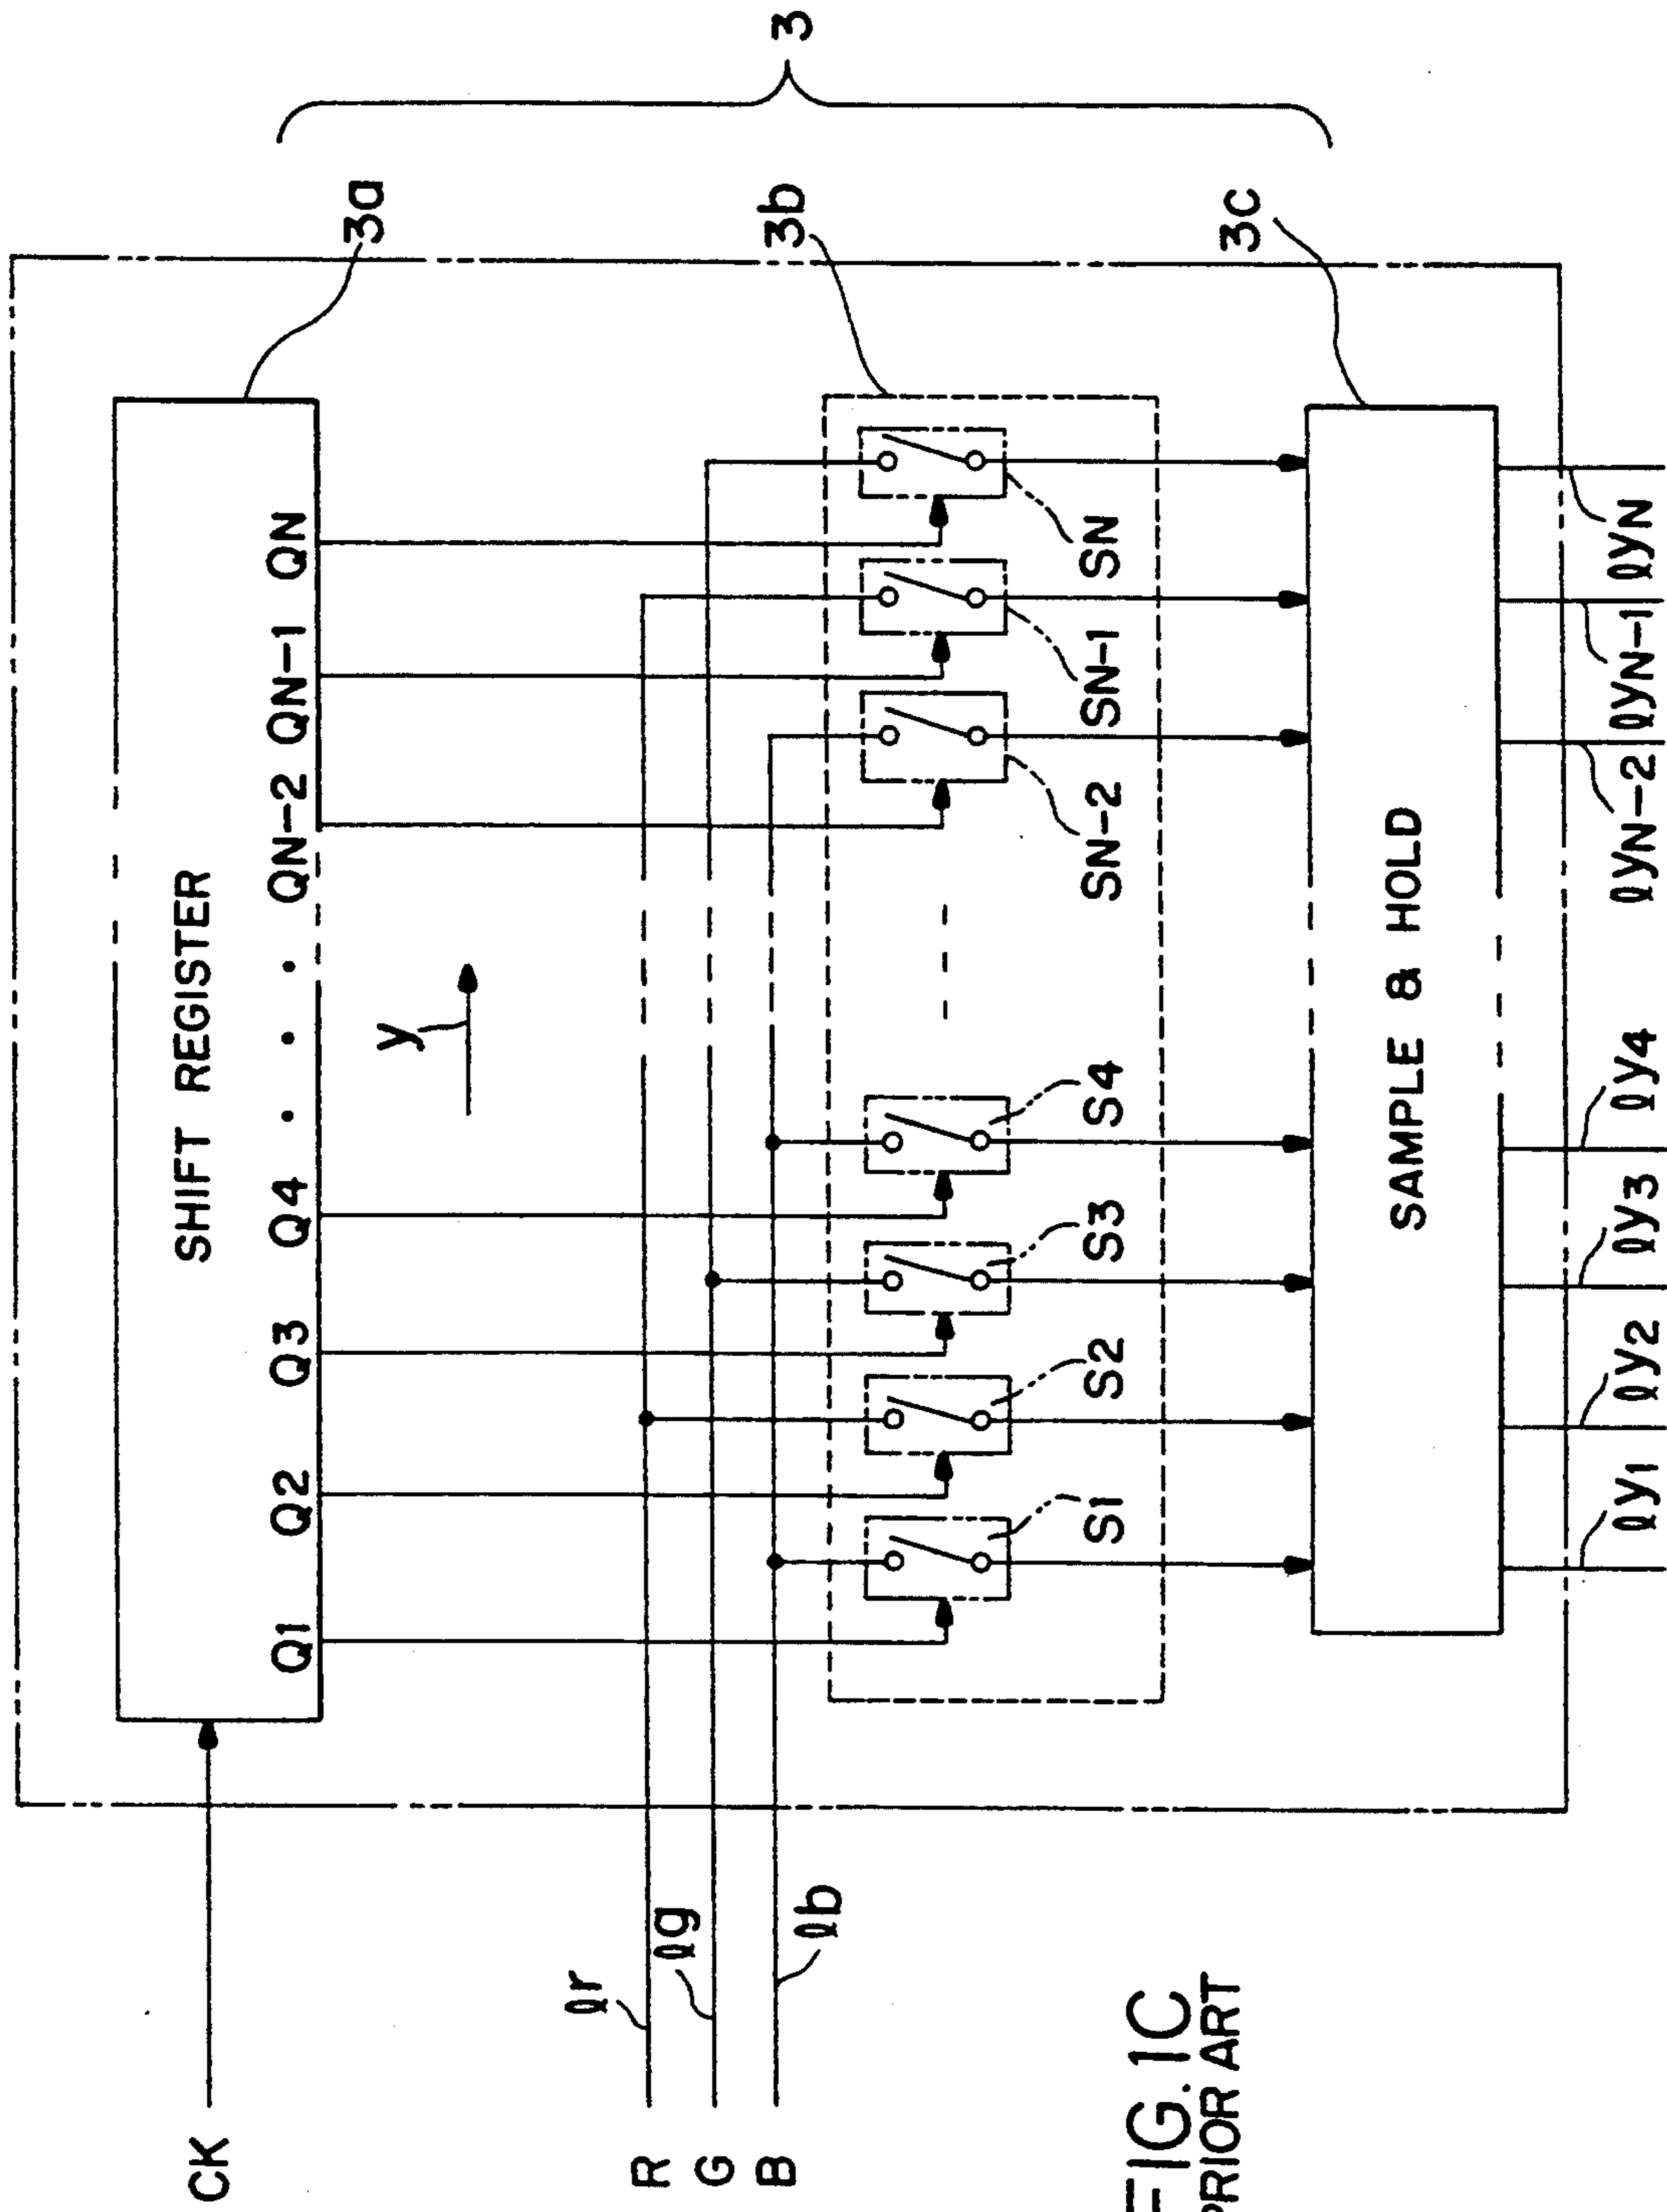 3
3a
SHIFT REGISTER
CK
Q1 Q2 Q3 Q4 . . . QN-2 QN-1 QN
y
R
G
B
ℓr
ℓg
ℓb
3b
S1 S2 S3 S4 SN-2 SN-1 SN
3c
SAMPLE & HOLD
ℓy1 ℓy2 ℓy3 ℓy4 ℓyN-2 ℓyN-1 ℓyN
FIG. 1C
PRIOR ART